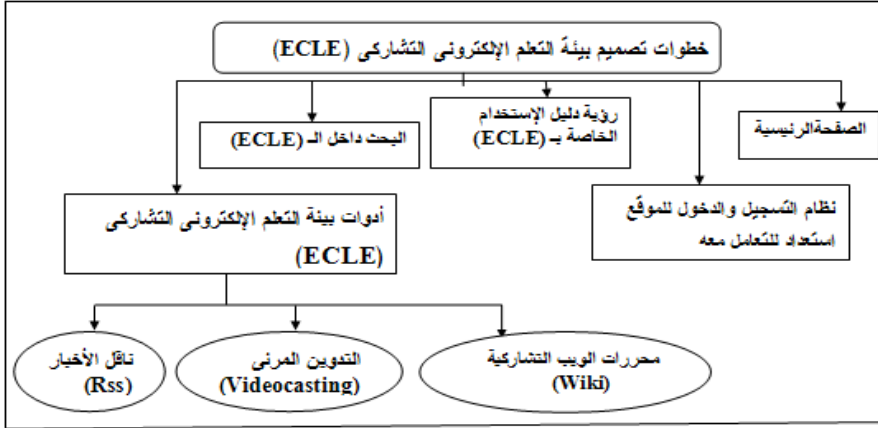 خطوات تصميم بيئة التعلم الإلكترونى التشاركى (ECLE)
الصفحة الرئيسية
رؤية دليل الإستخدام
الخاصة بـ (ECLE)
البحث داخل الـ (ECLE)
نظام التسجيل والدخول للموقع
استعداد للتعامل معه
أدوات بيئة التعلم الإلكترونى التشاركى
(ECLE)
محررات الويب التشاركية
(Wiki)
التدوين المرئى
(Videocasting)
ناقل الأخبار
(Rss)